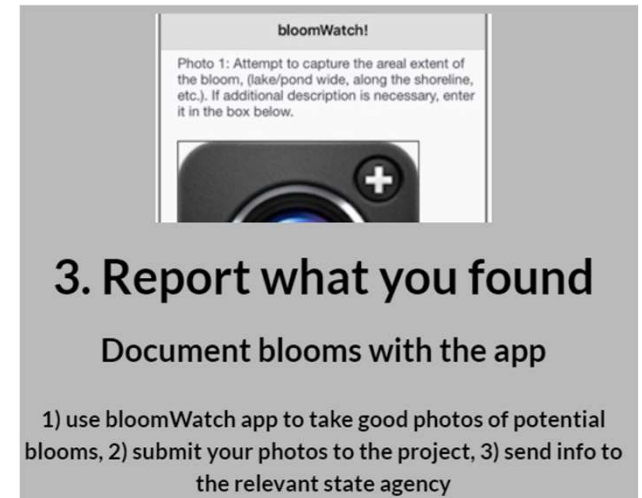 bloomWatch!
Photo 1: Attempt to capture the areal extent of
the bloom, (lake/pond wide, along the shoreline,
etc.). If additional description is necessary, enter
it in the box below.
3. Report what you found
Document blooms with the app
1) use bloomWatch app to take good photos of potential
blooms, 2) submit your photos to the project, 3) send info to
the relevant state agency